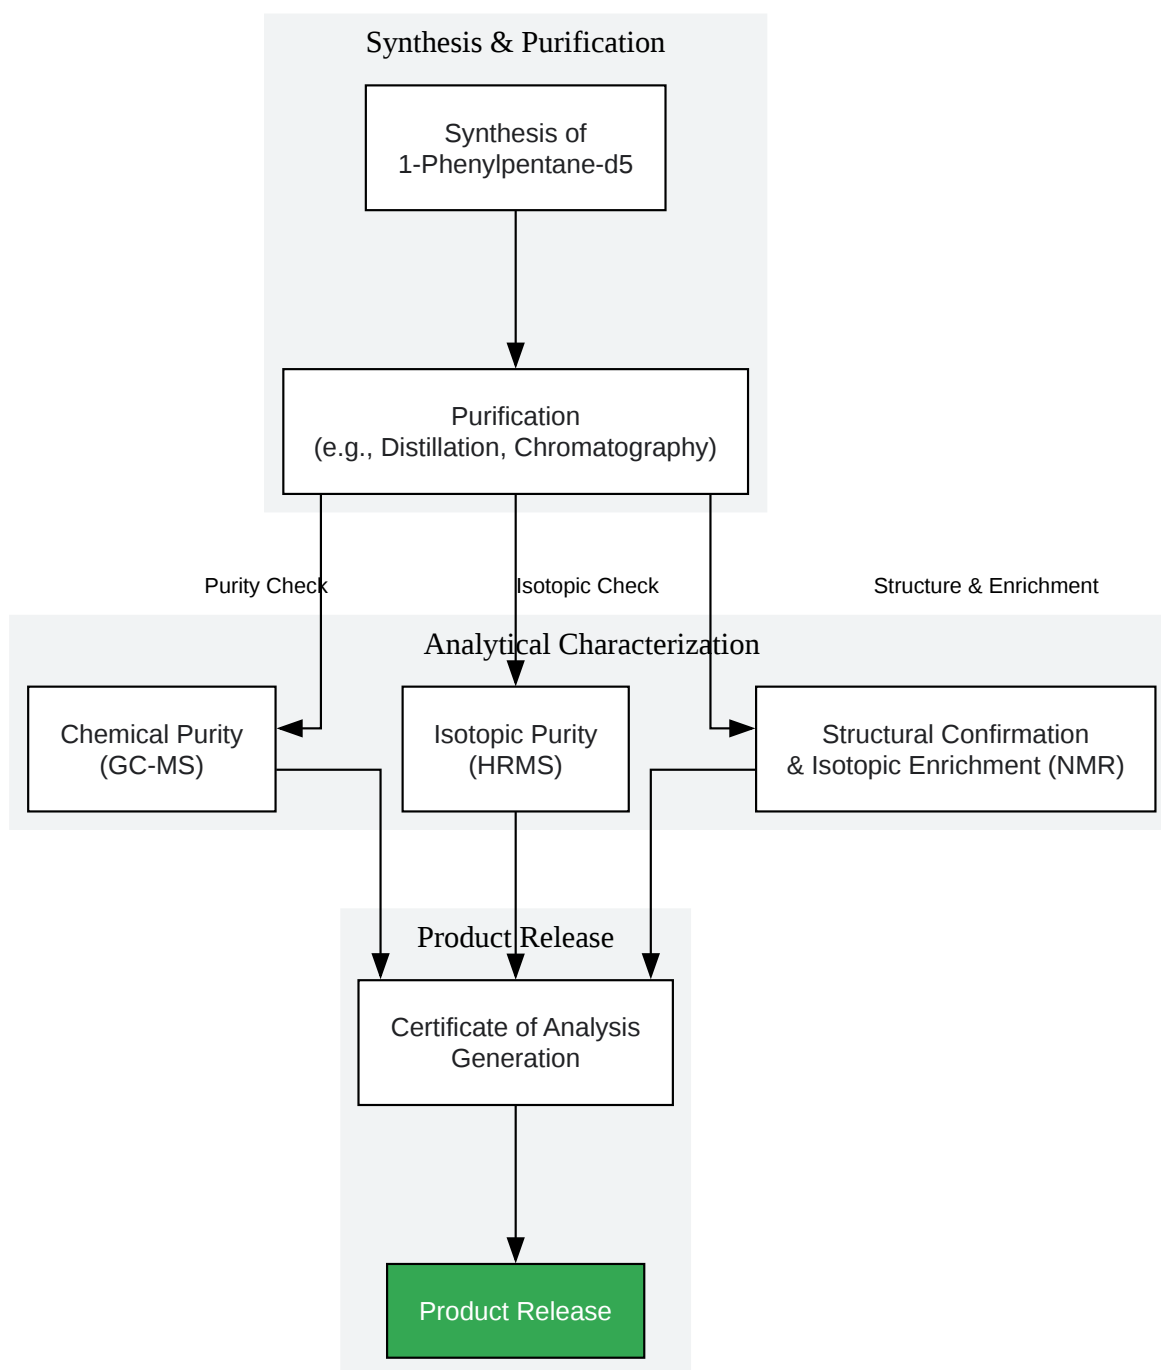 Synthesis & Purification
Synthesis of
1-Phenylpentane-d5
Purification
(e.g., Distillation, Chromatography)
Purity Check
Isotopic Check
Structure & Enrichment
Analytical Characterization
Chemical Purity
(GC-MS)
Isotopic Purity
(HRMS)
Structural Confirmation
& Isotopic Enrichment (NMR)
Product Release
Certificate of Analysis
Generation
Product Release